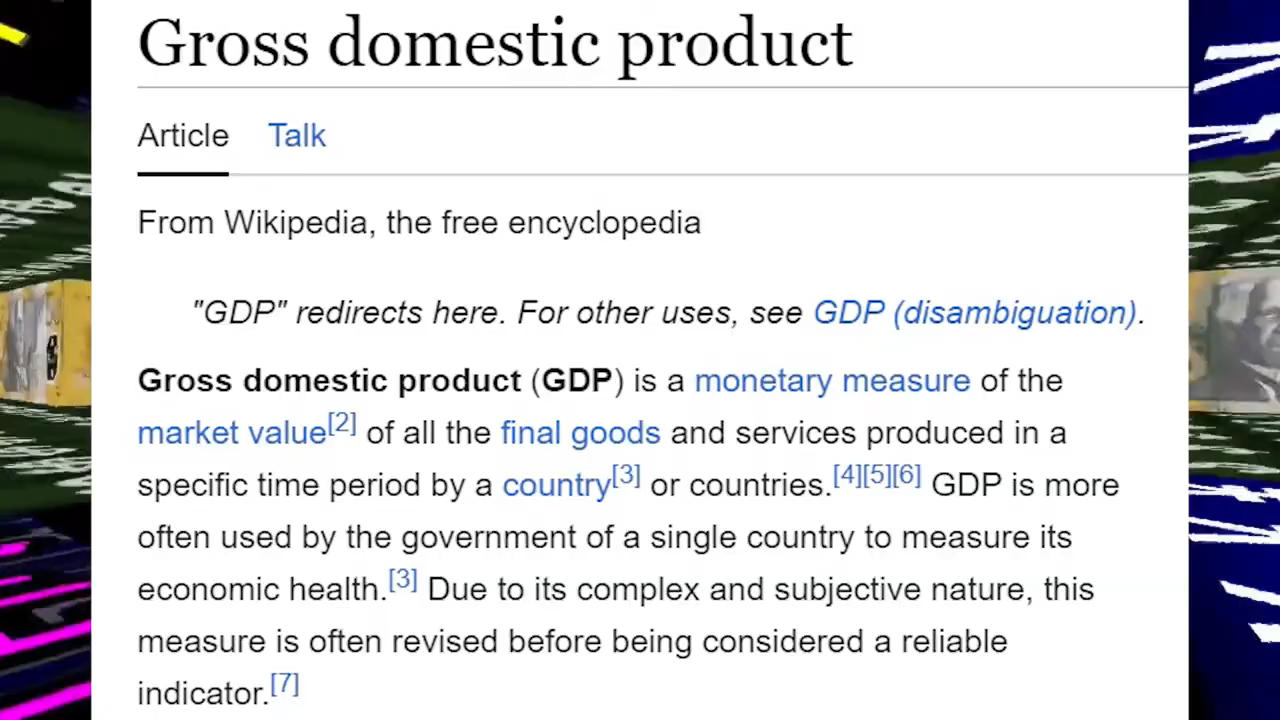 Gross domestic product
Article Talk
From Wikipedia, the free encyclopedia
"GDP" redirects here. For other uses, see GDP (disambiguation).
Gross domestic product (GDP) is a monetary measure of the
market value[2] of all the final goods and services produced in a
specific time period by a country[3] or countries.[4][5][6] GDP is more
often used by the government of a single country to measure its
economic health.[3] Due to its complex and subjective nature, this
measure is often revised before being considered a reliable
indicator.[7]